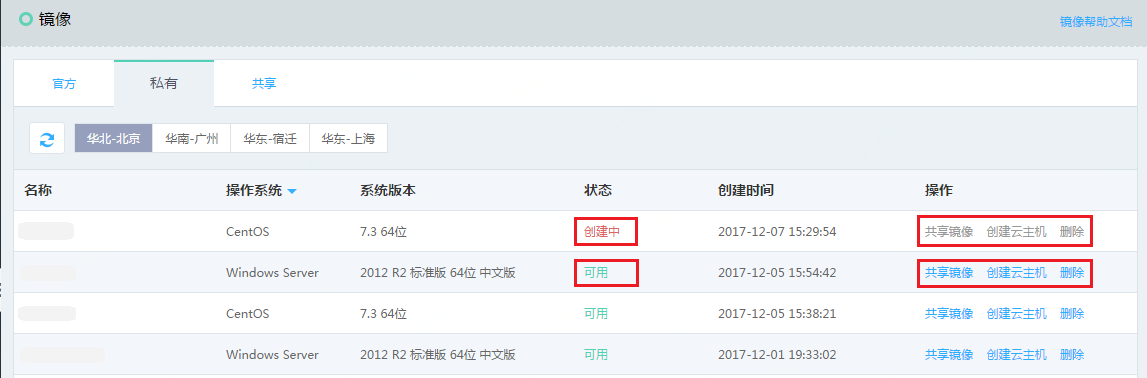 镜像 镜像帮助文档
官方 私有 共享
华北-北京 华南-广州 华东-宿迁 华东-上海
名称 操作系统 系统版本 状态 创建时间 操作
CentOS 7.3 64位 创建中 2017-12-07 15:29:54 共享镜像 创建云主机 删除
Windows Server 2012 R2 标准版 64位 中文版 可用 2017-12-05 15:54:42 共享镜像 创建云主机 删除
CentOS 7.3 64位 可用 2017-12-05 15:38:21 共享镜像 创建云主机 删除
Windows Server 2012 R2 标准版 64位 中文版 可用 2017-12-01 19:33:02 共享镜像 创建云主机 删除